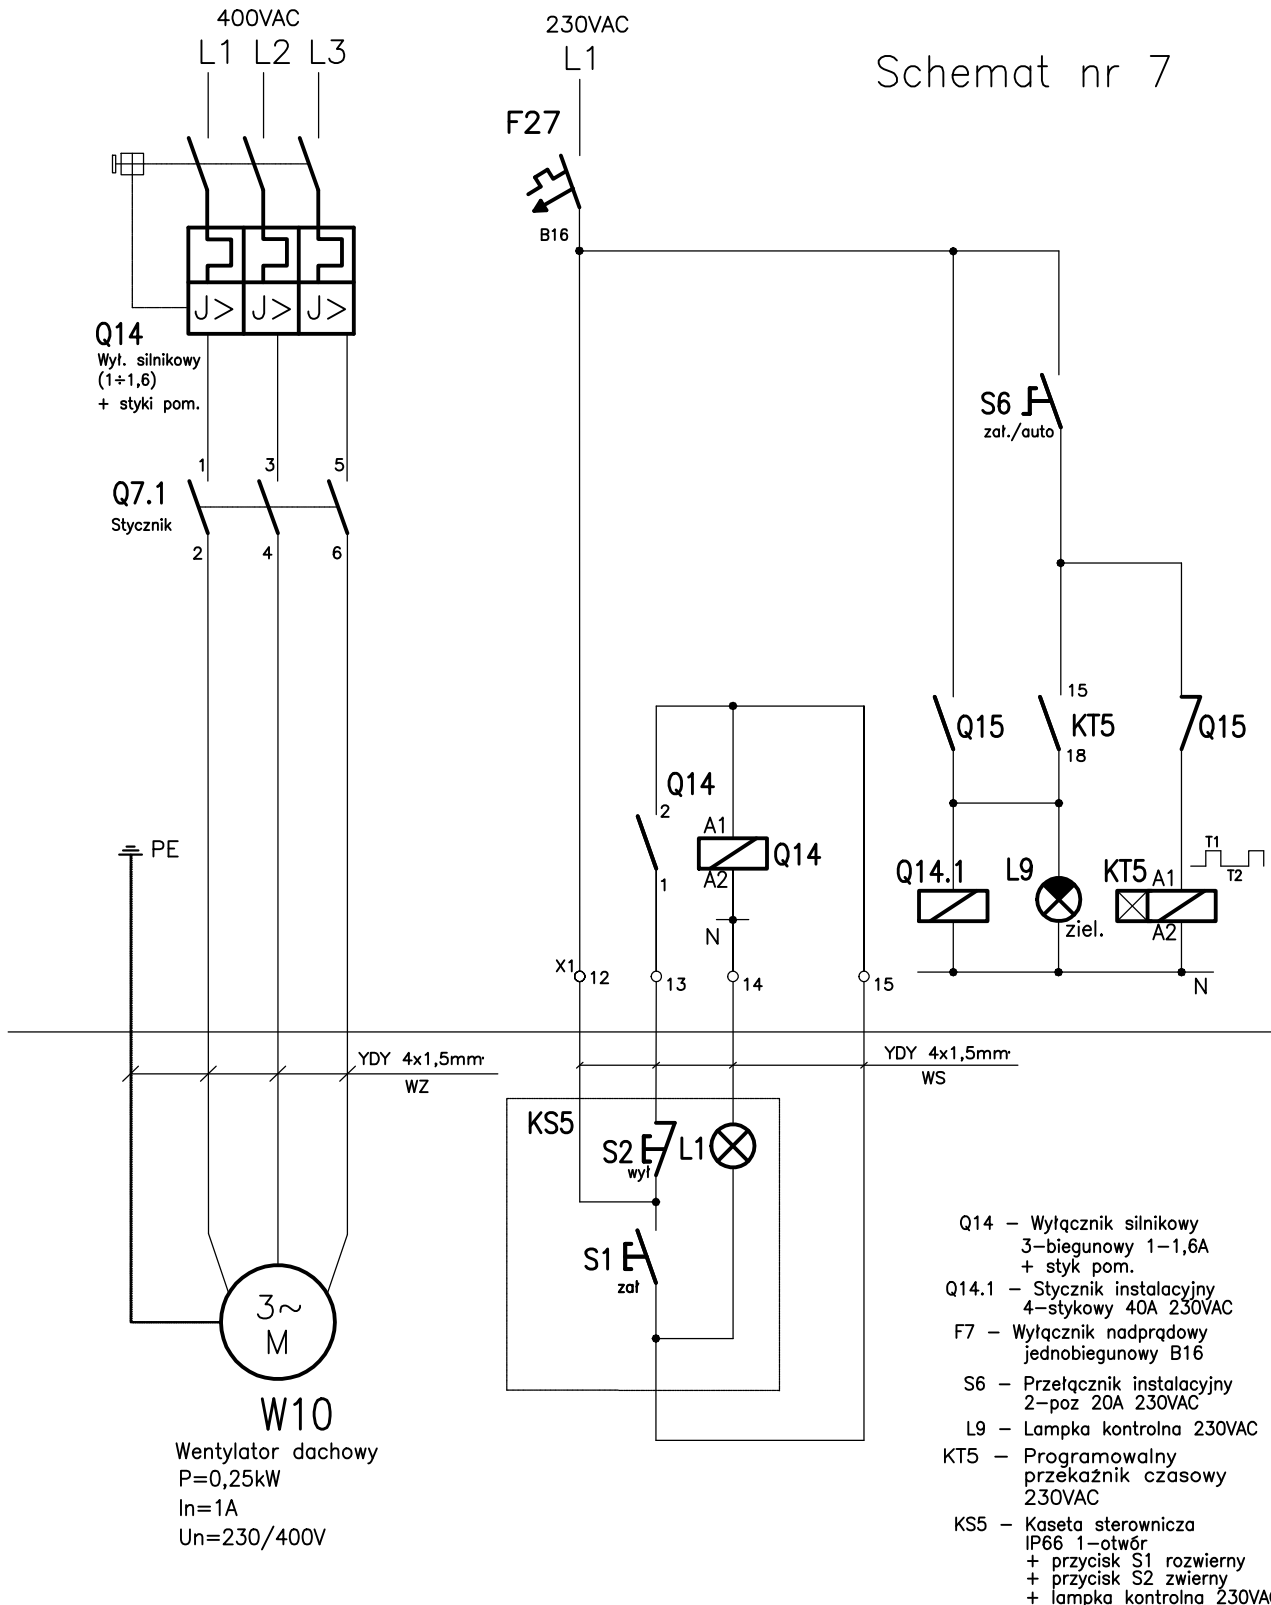 400VAC
L1 L2 L3
230VAC
L1
Schemat nr 7
F27
B16
J> J> J>
Q14
Wył. silnikowy
(1÷1,6)
+ styki pom.
S6
zał./auto
1 3 5
Q7.1
Stycznik
2 4 6
15
Q15 KT5 Q15
18
Q14
2
A1
Q14
A2
1
N
PE
T1
T2
Q14.1 L9 KT5 A1
ziel. A2
N
X1 12 13 14 15
YDY 4x1,5mm
WZ
YDY 4x1,5mm
WS
KS5
S2 L1
wył
S1
zał
3~
M
W10
Wentylator dachowy
P=0,25kW
In=1A
Un=230/400V
Q14 – Wyłącznik silnikowy
3-biegunowy 1-1,6A
+ styk pom.
Q14.1 – Stycznik instalacyjny
4-stykowy 40A 230VAC
F7 – Wyłącznik nadprądowy
jednobiegunowy B16
S6 – Przełącznik instalacyjny
2-poz 20A 230VAC
L9 – Lampka kontrolna 230VAC
KT5 – Programowalny
przekaźnik czasowy
230VAC
KS5 – Kaseta sterownicza
IP66 1-otwór
+ przycisk S1 rozwierny
+ przycisk S2 zwierny
+ lampka kontrolna 230VAC